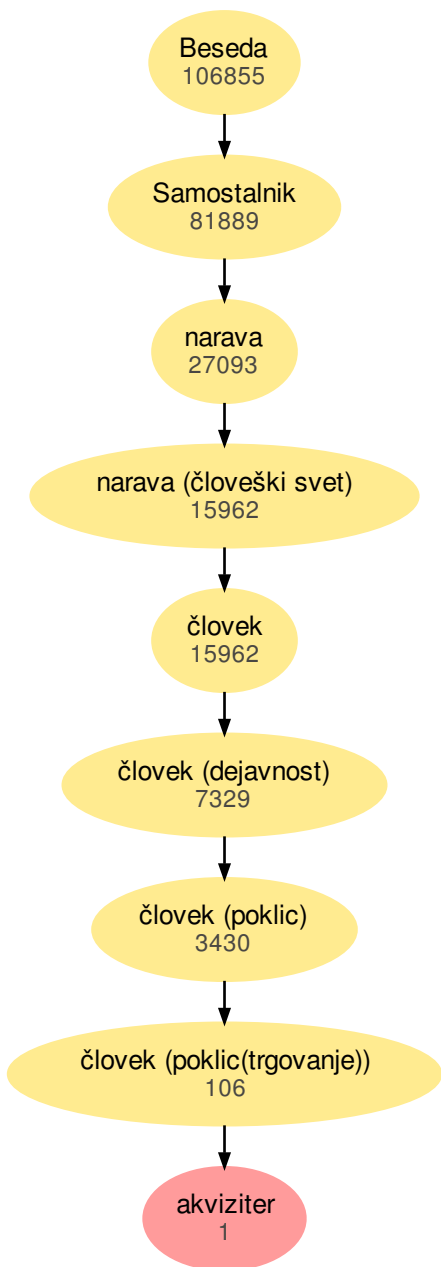 Beseda
106855
Samostalnik
81889
narava
27093
narava (človeški svet)
15962
človek
15962
človek (dejavnost)
7329
človek (poklic)
3430
človek (poklic(trgovanje))
106
akviziter
1